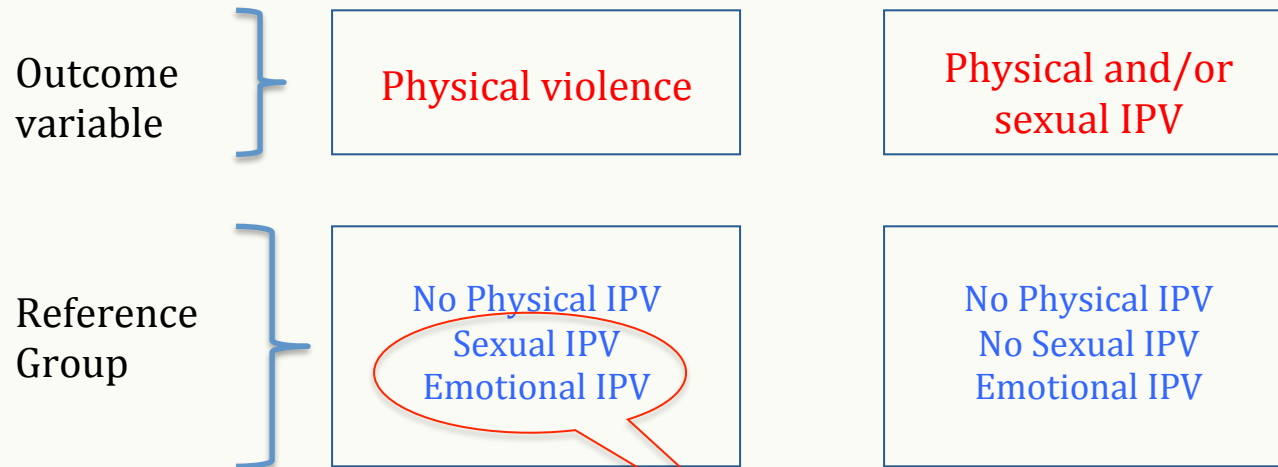 Outcome
variable
Physical violence
Physical and/or
sexual IPV
Reference
Group
No Physical IPV
Sexual IPV
Emotional IPV
No Physical IPV
No Sexual IPV
Emotional IPV